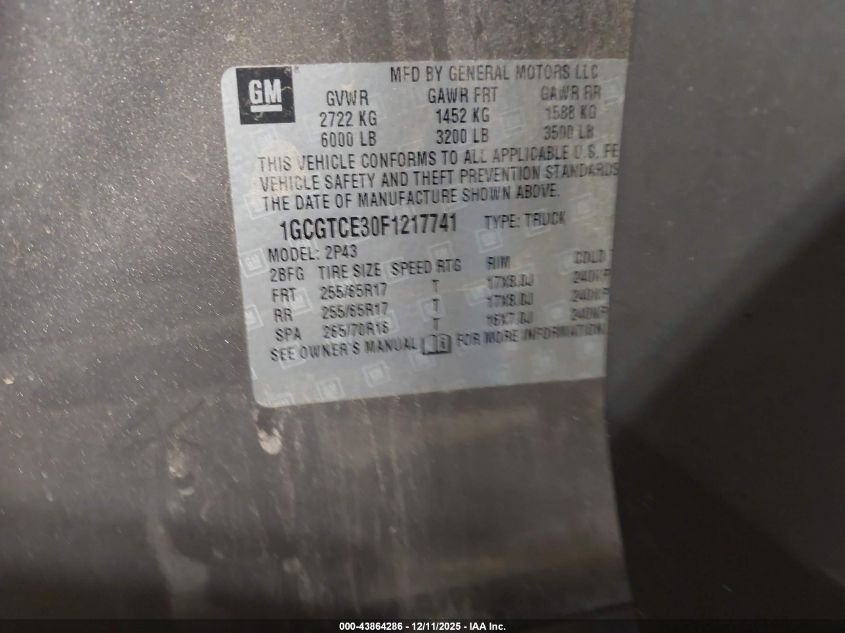 GM
MFD BY GENERAL MOTORS LLC
GVWR GAWR FRT GAWR RR
2722 KG 1452 KG 1588 KG
6000 LB 3200 LB 3500 LB
THIS VEHICLE CONFORMS TO ALL APPLICABLE U.S. FE
VEHICLE SAFETY AND THEFT PREVENTION STANDARDS
THE DATE OF MANUFACTURE SHOWN ABOVE.
1GCGTCE30F1217741 TYPE: TRUCK
MODEL: 2P43
2BFG TIRE SIZE SPEED RTG RIM COLD
FRT 255/65R17 T 17X8.0J 240KP
RR 255/65R17 T 17X8.0J 240KP
SPA 265/70R16 T 16X7.0J 240KP
SEE OWNER'S MANUAL FOR MORE INFORMATION
000-43864286 - 12/11/2025 - IAA Inc.